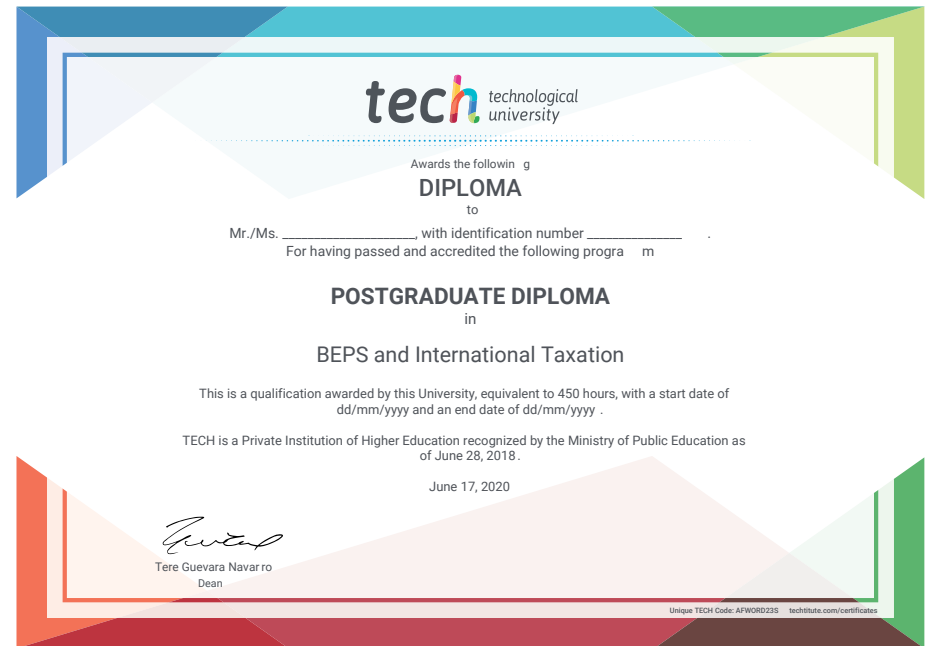 tech technological
university
Awards the followin g
DIPLOMA
to
Mr./Ms. ____________________, with identification number ______________ .
For having passed and accredited the following progra m
POSTGRADUATE DIPLOMA
in
BEPS and International Taxation
This is a qualification awarded by this University, equivalent to 450 hours, with a start date of
dd/mm/yyyy and an end date of dd/mm/yyyy .
TECH is a Private Institution of Higher Education recognized by the Ministry of Public Education as
of June 28, 2018.
June 17, 2020
Tere Guevara Navarro
Dean
Unique TECH Code: AFWORD23S techtitute.com/certificates